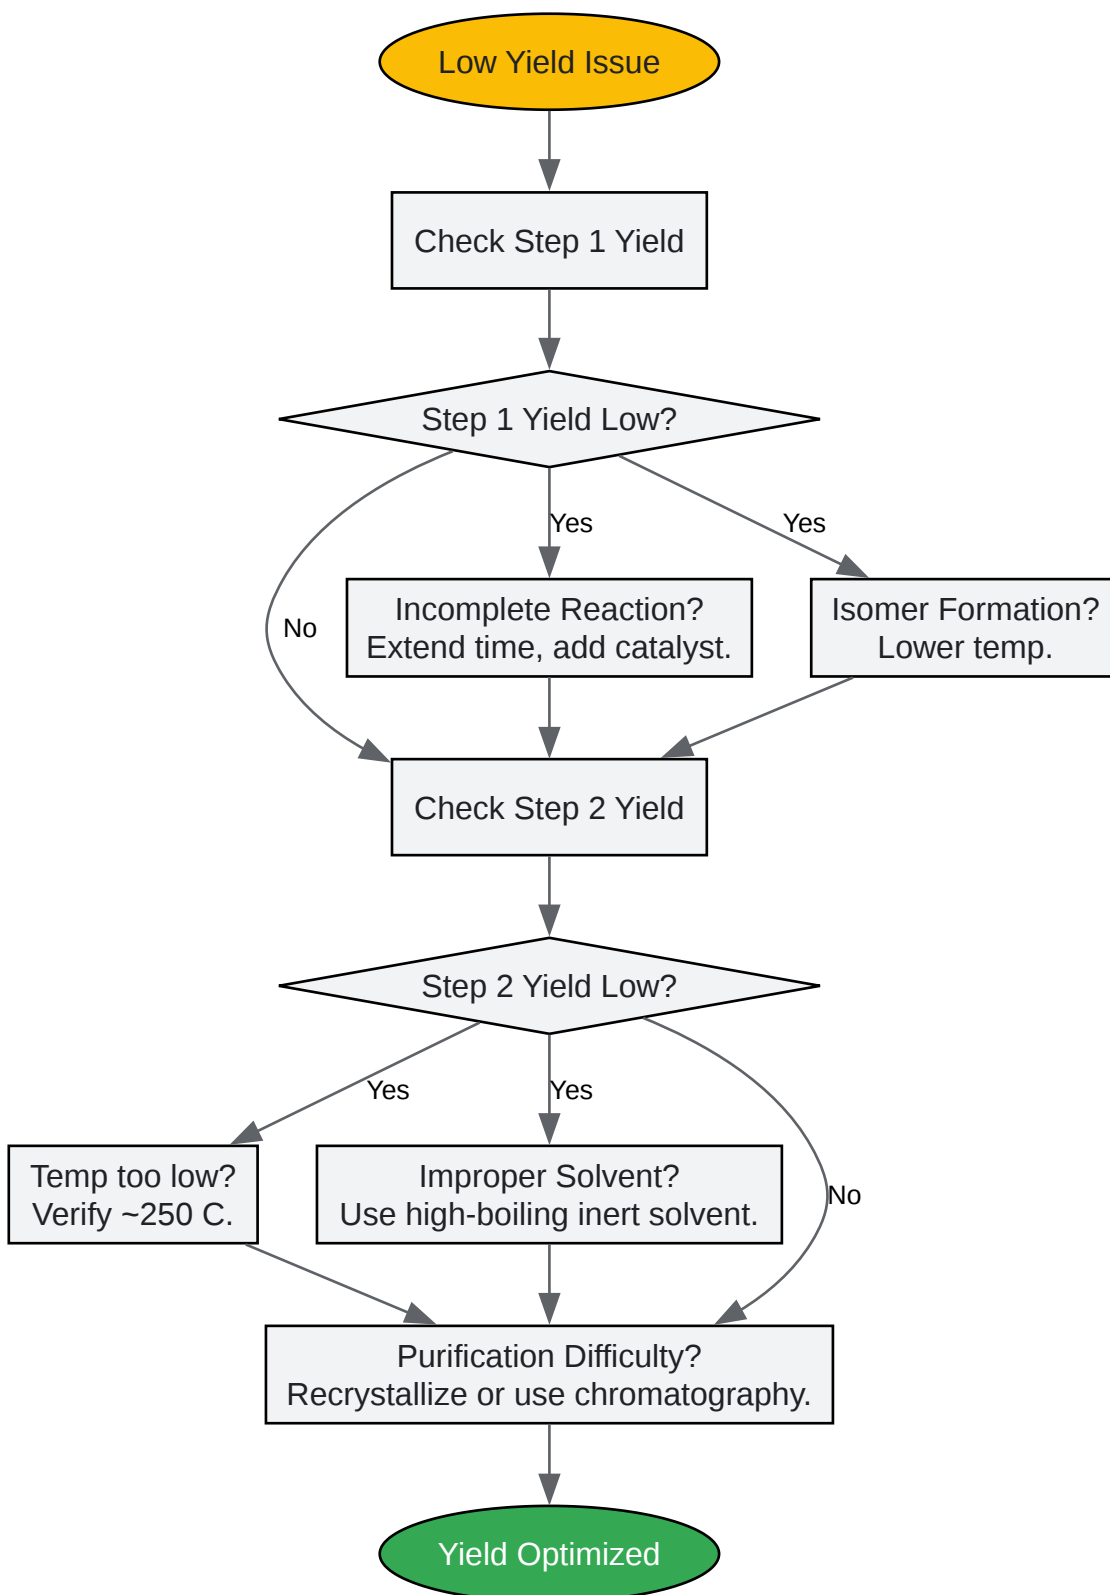 Low Yield Issue
Check Step 1 Yield
Step 1 Yield Low?
Yes
Yes
No
Incomplete Reaction?
Extend time, add catalyst.
Isomer Formation?
Lower temp.
Check Step 2 Yield
Step 2 Yield Low?
Yes
Yes
No
Temp too low?
Verify ~250 C.
Improper Solvent?
Use high-boiling inert solvent.
Purification Difficulty?
Recrystallize or use chromatography.
Yield Optimized